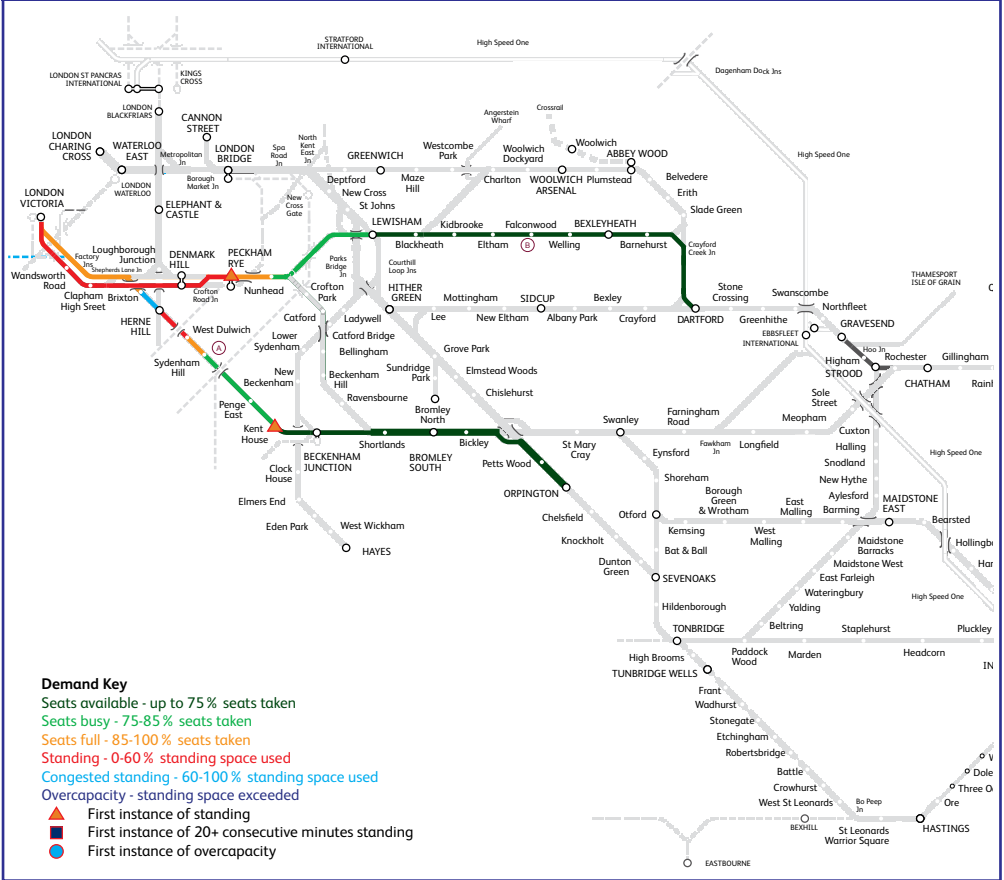 STRATFORD
INTERNATIONAL
High Speed One
Dagenham Dock Jns
LONDON ST PANCRAS
INTERNATIONAL
KINGS
CROSS
LONDON
BLACKFRIARS
CANNON
STREET
Angerstein
Wharf
Crossrail
LONDON
CHARING
CROSS
WATERLOO
EAST
Metropolitan
Jn
LONDON
BRIDGE
Spa
Road
Jn
North
Kent
East
Jn
GREENWICH
Westcombe
Park
Woolwich
Dockyard
Woolwich
ABBEY WOOD
High Speed One
Borough
Market Jn
Deptford
Maze
Hill
Charlton
WOOLWICH
ARSENAL
Plumstead
Belvedere
LONDON
VICTORIA
LONDON
WATERLOO
ELEPHANT &
CASTLE
New
Cross
Gate
New Cross
St Johns
Erith
Slade Green
LEWISHAM
Kidbrooke
Falconwood
BEXLEYHEATH
Blackheath
Eltham
B
Welling
Barnehurst
Crayford
Creek Jn
Factory
Jns
Loughborough
Junction
Shepherds Lane Jn
DENMARK
HILL
PECKHAM
RYE
Parks
Bridge
Jn
Courthill
Loop Jns
Wandsworth
Road
Clapham
High Sreet
Brixton
Crofton
Road Jn
Nunhead
Crofton
Park
HITHER
GREEN
Mottingham
SIDCUP
Bexley
Stone
Crossing
Swanscombe
Northfleet
THAMESPORT
ISLE OF GRAIN
HERNE
HILL
West Dulwich
Catford
Ladywell
Lee
New Eltham
Albany Park
Crayford
DARTFORD
Greenhithe
EBBSFLEET
INTERNATIONAL
GRAVESEND
Lower
Sydenham
Catford Bridge
A
Bellingham
Grove Park
Hoo Jn
Higham
STROOD
Rochester
Gillingham
Sydenham
Hill
New
Beckenham
Beckenham
Hill
Sundridge
Park
Elmstead Woods
CHATHAM
Ravensbourne
Chislehurst
Sole
Street
Penge
East
Bromley
North
Swanley
Farningham
Road
Meopham
Kent
House
Cuxton
BECKENHAM
JUNCTION
Shortlands
BROMLEY
SOUTH
Bickley
St Mary
Cray
Fawkham
Jn
Longfield
Halling
High Speed One
Petts Wood
Eynsford
Snodland
Clock
House
Shoreham
New Hythe
ORPINGTON
Borough
Green
& Wrotham
East
Malling
Aylesford
Barming
MAIDSTONE
EAST
Elmers End
Chelsfield
Otford
Bearsted
Eden Park
West Wickham
Kemsing
West
Malling
Maidstone
Barracks
HAYES
Knockholt
Bat & Ball
Maidstone West
Dunton
Green
SEVENOAKS
East Farleigh
Wateringbury
Yalding
High Speed One
Hildenborough
Beltring
Staplehurst
Pluckley
TONBRIDGE
Paddock
Wood
Marden
Headcorn
High Brooms
TUNBRIDGE WELLS
Frant
Wadhurst
Stonegate
Etchingham
Robertsbridge
Battle
Crowhurst
West St Leonards
Bo Peep
Jn
Ore
BEXHILL
St Leonards
Warrior Square
HASTINGS
EASTBOURNE
Demand Key
Seats available - up to 75% seats taken
Seats busy - 75-85% seats taken
Seats full - 85-100% seats taken
Standing - 0-60% standing space used
Congested standing - 60-100% standing space used
Overcapacity - standing space exceeded
First instance of standing
First instance of 20+ consecutive minutes standing
First instance of overcapacity